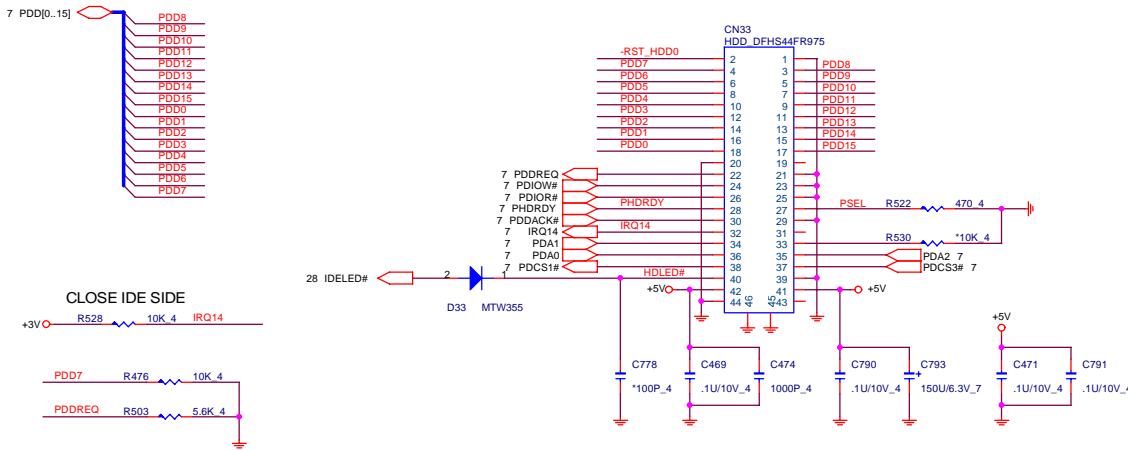 7 PDD[0..15]
PDD8
PDD9
PDD10
PDD11
PDD12
PDD13
PDD14
PDD15
PDD0
PDD1
PDD2
PDD3
PDD4
PDD5
PDD6
PDD7
CN33
HDD_DFHS44FR975
-RST_HDD0 2 1
PDD7 4 3 PDD8
PDD6 6 5 PDD9
PDD5 8 7 PDD10
PDD4 10 9 PDD11
PDD3 12 11 PDD12
PDD2 14 13 PDD13
PDD1 16 15 PDD14
PDD0 18 17 PDD15
20 19
7 PDDREQ 22 21
7 PDIOW# 24 23
7 PDIOR# 26 25
7 PHDRDY PHDRDY 28 27 PSEL R522 470_4
7 PDDACK# 30 29
7 IRQ14 IRQ14 32 31
7 PDA1 34 33 R530 *10K_4
7 PDA0 36 35 PDA2 7
7 PDCS1# 38 37 PDCS3# 7
28 IDELED# 2 1 HDLED# 40 39
D33 MTW355
+5V 42 41 +5V
44 46 45 43
CLOSE IDE SIDE
+3V R528 10K_4 IRQ14
PDD7 R476 10K_4
PDDREQ R503 5.6K_4
C778
*100P_4
C469
.1U/10V_4
C474
1000P_4
C790
.1U/10V_4
+
C793
150U/6.3V_7
+5V
C471
.1U/10V_4
C791
.1U/10V_4